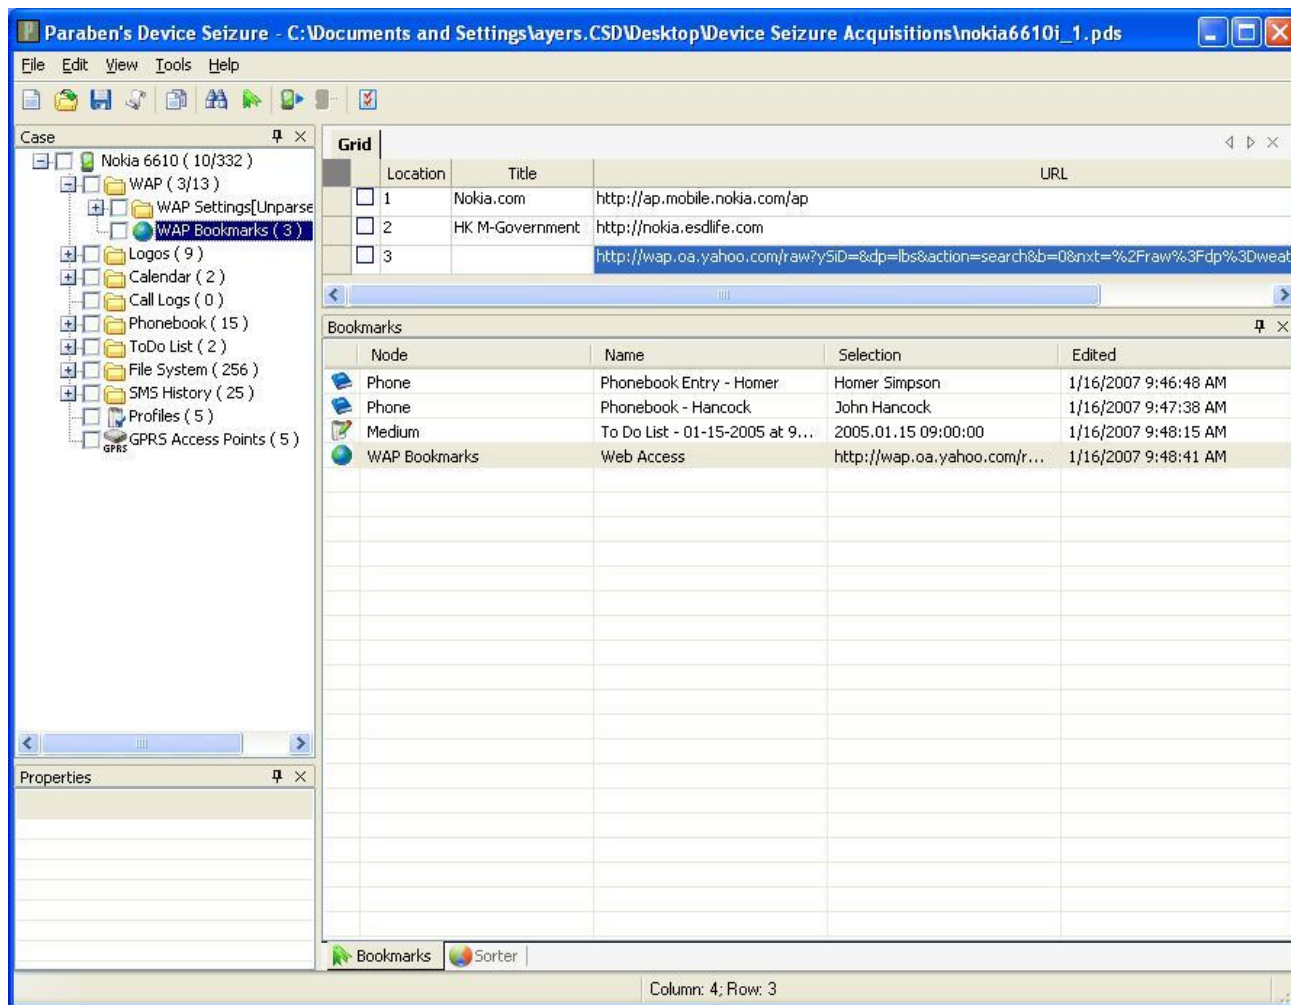 Paraben's Device Seizure - C:\Documents and Settings\ayers.CSD\Desktop\Device Seizure Acquisitions\nokia6610i_1.pds
File Edit View Tools Help
Case
Nokia 6610 ( 10/332 )
WAP ( 3/13 )
WAP Settings[Unparse
WAP Bookmarks ( 3 )
Logos ( 9 )
Calendar ( 2 )
Call Logs ( 0 )
Phonebook ( 15 )
ToDo List ( 2 )
File System ( 256 )
SMS History ( 25 )
Profiles ( 5 )
GPRS GPRS Access Points ( 5 )
Properties
Grid
Location Title URL
1 Nokia.com http://ap.mobile.nokia.com/ap
2 HK M-Government http://nokia.esdlife.com
3 http://wap.oa.yahoo.com/raw?ySiD=&dp=lbs&action=search&b=0&nxt=%2Fraw%3Fdp%3Dweat
Bookmarks
Node Name Selection Edited
Phone Phonebook Entry - Homer Homer Simpson 1/16/2007 9:46:48 AM
Phone Phonebook - Hancock John Hancock 1/16/2007 9:47:38 AM
Medium To Do List - 01-15-2005 at 9... 2005.01.15 09:00:00 1/16/2007 9:48:15 AM
WAP Bookmarks Web Access http://wap.oa.yahoo.com/r... 1/16/2007 9:48:41 AM
Bookmarks Sorter
Column: 4; Row: 3